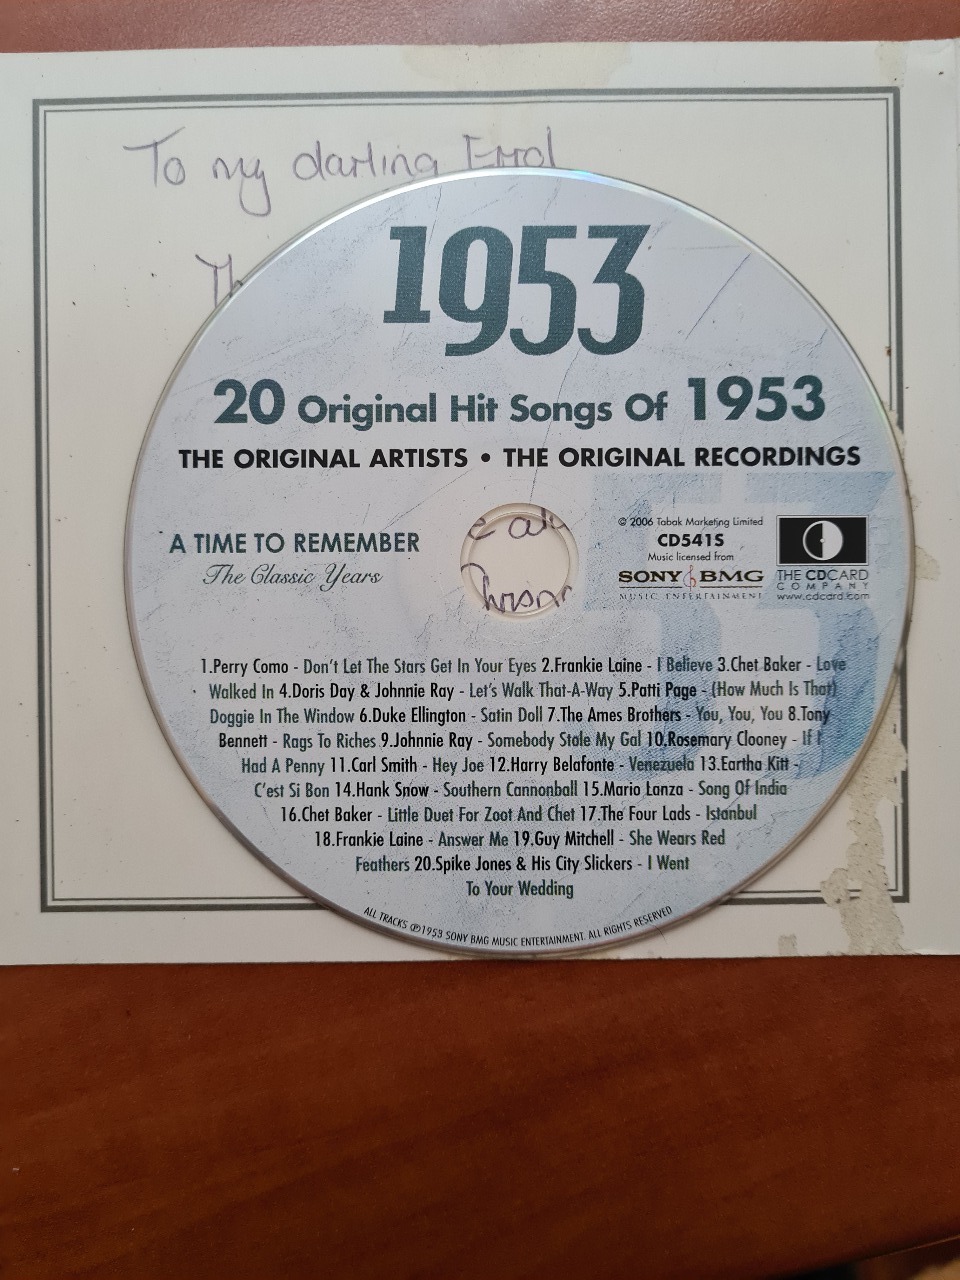 To my darling Errol
1953
20 Original Hit Songs Of 1953
THE ORIGINAL ARTISTS • THE ORIGINAL RECORDINGS
A TIME TO REMEMBER
The Classic Years
© 2006 Tabak Marketing Limited
CD541S
Music licensed from
SONY BMG
MUSIC ENTERTAINMENT
THE CDCARD
COMPANY
www.cdcard.com
1.Perry Como - Don't Let The Stars Get In Your Eyes 2.Frankie Laine - I Believe 3.Chet Baker - Love
Walked In 4.Doris Day & Johnnie Ray - Let's Walk That-A-Way 5.Patti Page - (How Much Is That)
Doggie In The Window 6.Duke Ellington - Satin Doll 7.The Ames Brothers - You, You, You 8.Tony
Bennett - Rags To Riches 9.Johnnie Ray - Somebody Stole My Gal 10.Rosemary Clooney - If I
Had A Penny 11.Carl Smith - Hey Joe 12.Harry Belafonte - Venezuela 13.Eartha Kitt -
C'est Si Bon 14.Hank Snow - Southern Cannonball 15.Mario Lanza - Song Of India
16.Chet Baker - Little Duet For Zoot And Chet 17.The Four Lads - Istanbul
18.Frankie Laine - Answer Me 19.Guy Mitchell - She Wears Red
Feathers 20.Spike Jones & His City Slickers - I Went
To Your Wedding
ALL TRACKS ℗1953 SONY BMG MUSIC ENTERTAINMENT. ALL RIGHTS RESERVED